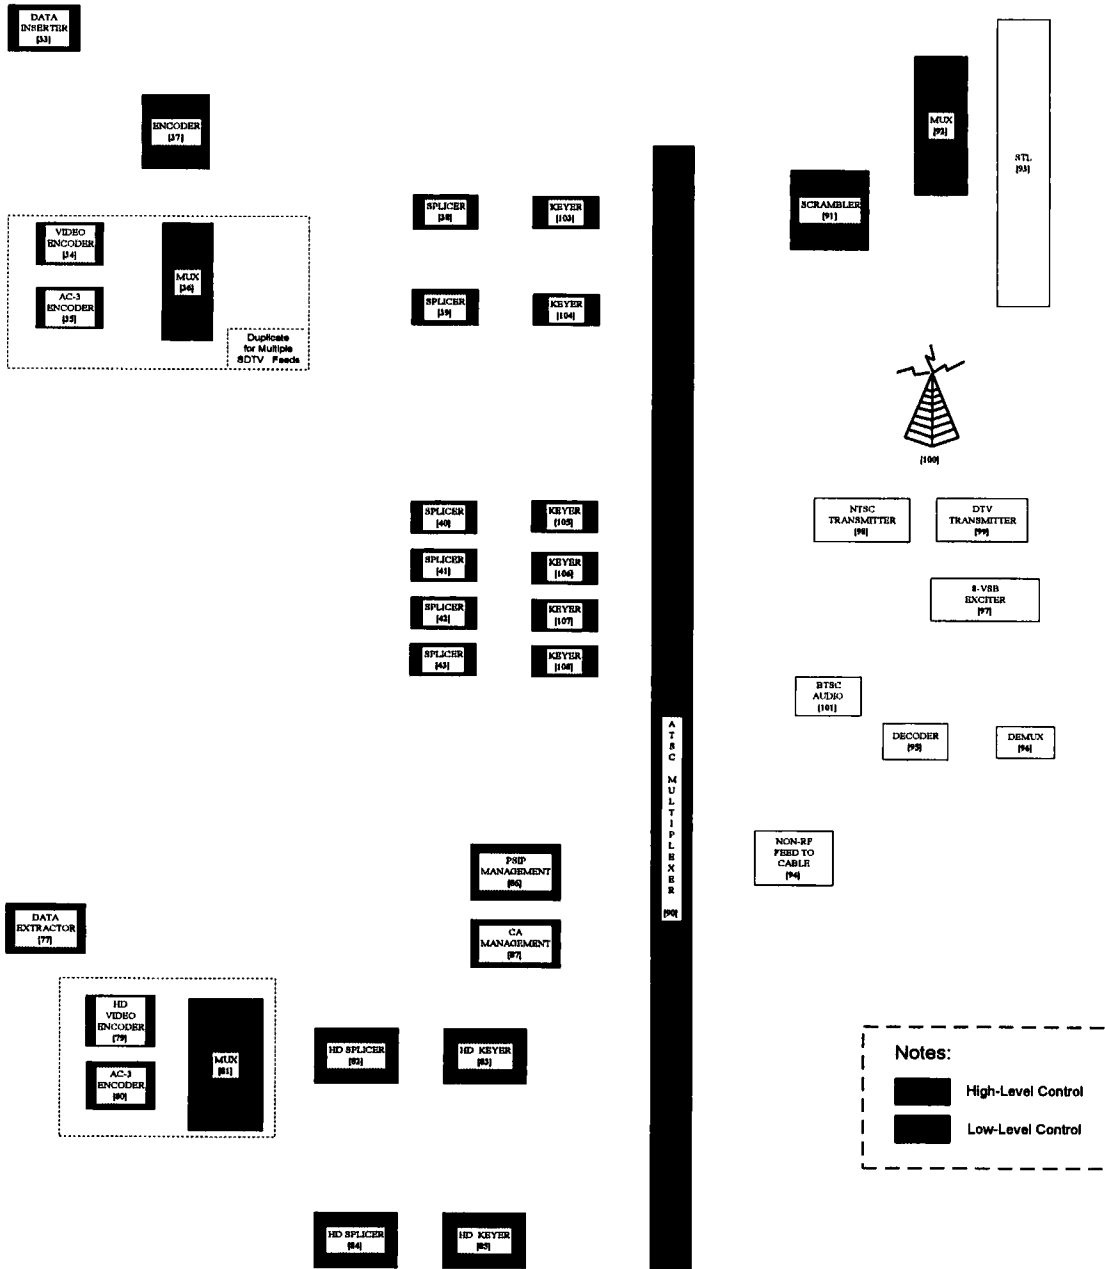 DATA
INSERTER
[33]
ENCODER
[37]
VIDEO
ENCODER
[34]
AC-3
ENCODER
[35]
MUX
[36]
Duplicate
for Multiple
SDTV Feeds
SPLICER
[38]
KEYER
[103]
SPLICER
[39]
KEYER
[104]
SPLICER
[40]
KEYER
[105]
SPLICER
[41]
KEYER
[106]
SPLICER
[42]
KEYER
[107]
SPLICER
[43]
KEYER
[108]
PSIP
MANAGEMENT
[86]
CA
MANAGEMENT
[87]
DATA
EXTRACTOR
[77]
HD
VIDEO
ENCODER
[79]
AC-3
ENCODER
[80]
MUX
[81]
HD SPLICER
[82]
HD KEYER
[83]
HD SPLICER
[84]
HD KEYER
[85]
ATSC MULTIPLEXER
[90]
SCRAMBLER
[91]
MUX
[92]
STL
[93]
[100]
NTSC
TRANSMITTER
[98]
DTV
TRANSMITTER
[99]
8-VSB
EXCITER
[97]
BTSC
AUDIO
[101]
DECODER
[95]
DEMUX
[96]
NON-RF
FEED TO
CABLE
[94]
Notes:
High-Level Control
Low-Level Control